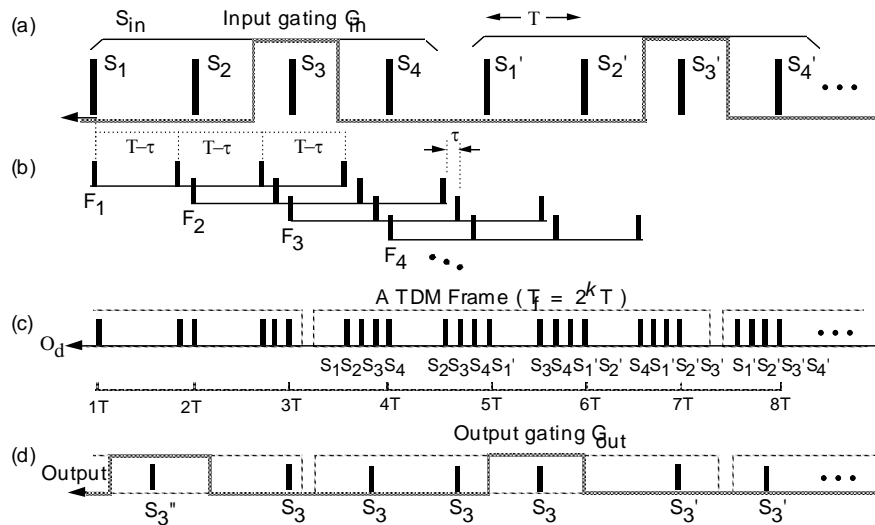 (a) S_in Input gating G_in T
S_1 S_2 S_3 S_4 S_1' S_2' S_3' S_4'
T−τ T−τ T−τ τ
(b)
F_1 F_2 F_3 F_4
A TDM Frame ( T_f = 2^k T )
(c)
O_d
S_1S_2S_3S_4 S_2S_3S_4S_1' S_3S_4S_1'S_2' S_4S_1'S_2'S_3' S_1'S_2'S_3'S_4'
1T 2T 3T 4T 5T 6T 7T 8T
Output gating G_out
(d)
Output
S_3" S_3 S_3 S_3 S_3 S_3' S_3'